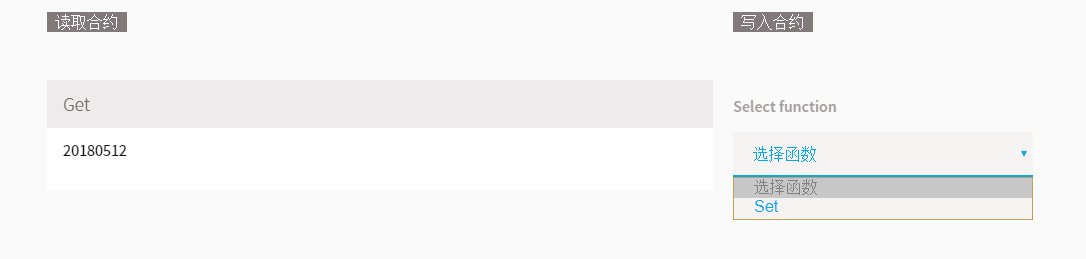 读取合约
写入合约
Get
20180512
Select function
选择函数
选择函数
Set